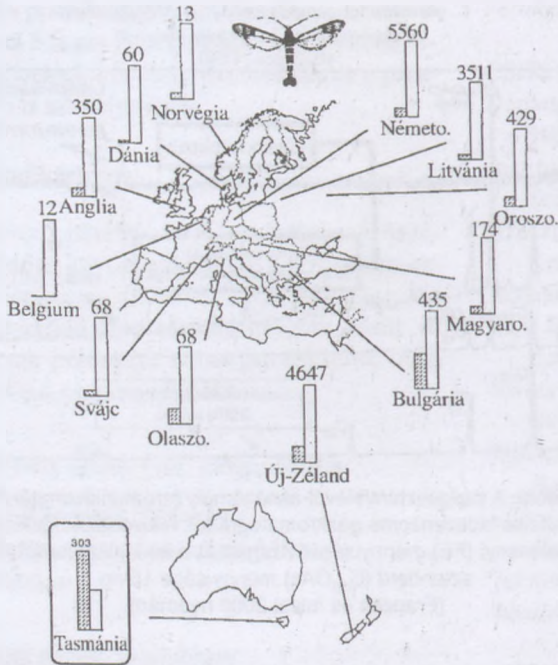 13
Norvégia
60
Dánia
350
Anglia
12
Belgium
68
Svájc
68
Olaszo.
4647
Új-Zéland
5560
Németo.
3511
Litvánia
429
Oroszo.
174
Magyaro.
435
Bulgária
303
Tasmánia